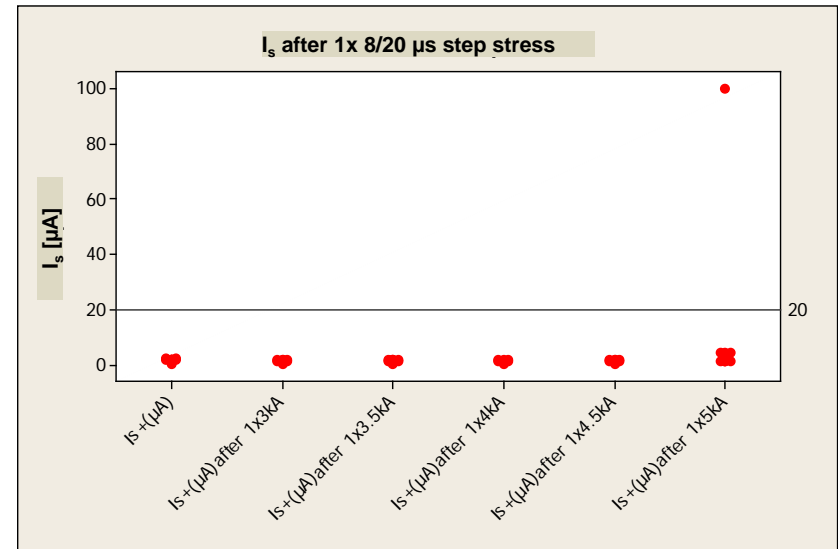 Is after 1x 8/20 µs step stress
Is [µA]
100
80
60
40
20
0
20
Is+(µA)
Is+(µA)after 1x3kA
Is+(µA)after 1x3.5kA
Is+(µA)after 1x4kA
Is+(µA)after 1x4.5kA
Is+(µA)after 1x5kA